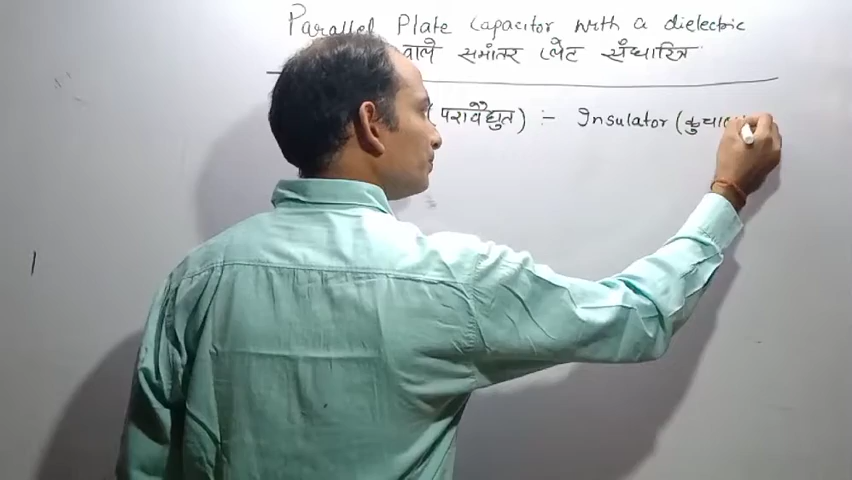 Parallel Plate Capacitor with a dielectric
वाले समांतर प्लेट संधारित्र
(परावैद्युत) :- Insulator (